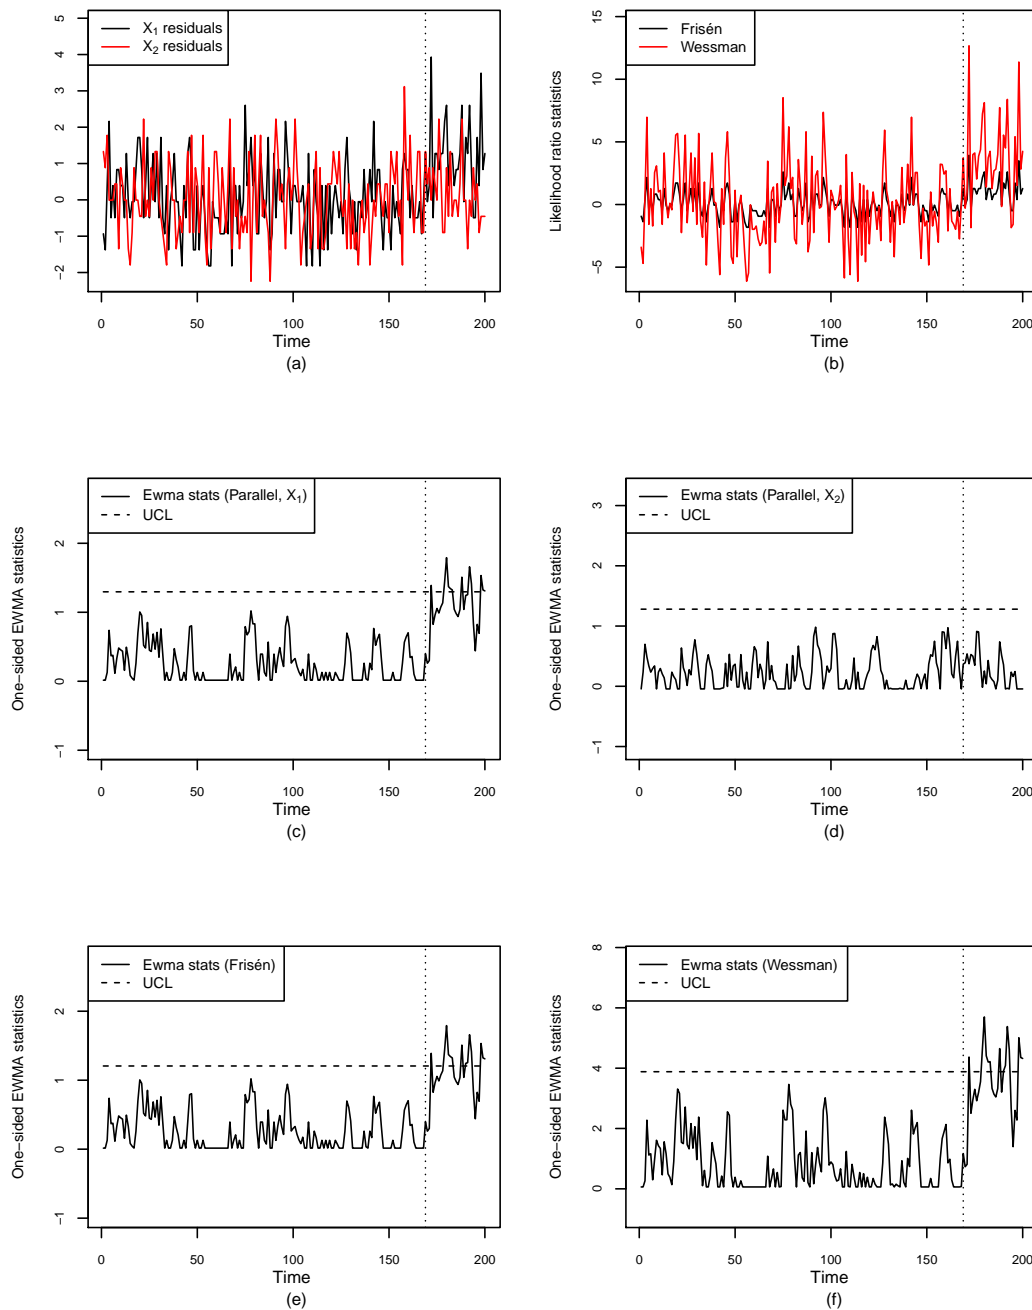 X1 residuals
X2 residuals
−2 −1 0 1 2 3 4 5
0 50 100 150 200
Time
(a)
Likelihood ratio statistics
Frisén
Wessman
−5 0 5 10 15
0 50 100 150 200
Time
(b)
One−sided EWMA statistics
Ewma stats (Parallel, X1)
UCL
−1 0 1 2
0 50 100 150 200
Time
(c)
One−sided EWMA statistics
Ewma stats (Parallel, X2)
UCL
−1 0 1 2 3
0 50 100 150 200
Time
(d)
One−sided EWMA statistics
Ewma stats (Frisén)
UCL
−1 0 1 2
0 50 100 150 200
Time
(e)
One−sided EWMA statistics
Ewma stats (Wessman)
UCL
0 2 4 6 8
0 50 100 150 200
Time
(f)